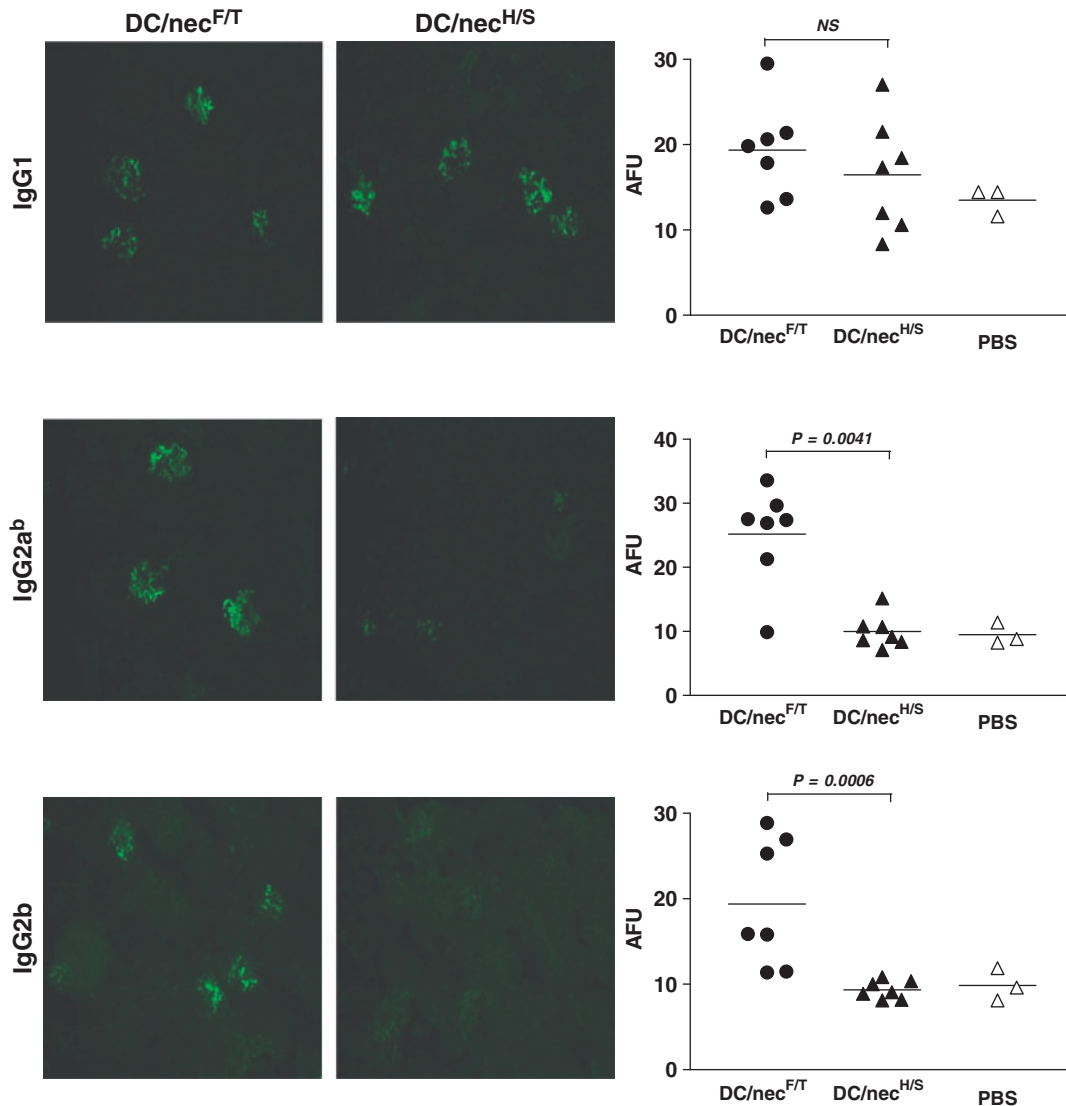 DC/nec^F/T DC/nec^H/S
IgG1
NS
AFU
30
20
10
0
DC/nec^F/T DC/nec^H/S PBS
IgG2a^b
P = 0.0041
AFU
40
30
20
10
0
DC/nec^F/T DC/nec^H/S PBS
IgG2b
P = 0.0006
AFU
30
20
10
0
DC/nec^F/T DC/nec^H/S PBS